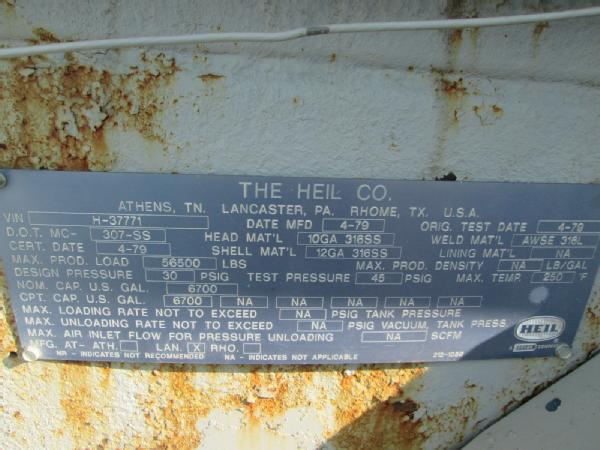 THE HEIL CO.
ATHENS, TN. LANCASTER, PA. RHOME, TX. U.S.A.
VIN H-37771 DATE MFD 4-79 ORIG. TEST DATE 4-79
D.O.T. MC- 307-SS HEAD MAT'L 10GA 316SS WELD MAT'L AWSE 316L
CERT. DATE 4-79 SHELL MAT'L 12GA 316SS LINING MAT'L NA
MAX. PROD. LOAD 56500 LBS MAX. PROD. DENSITY NA LB/GAL
DESIGN PRESSURE 30 PSIG TEST PRESSURE 45 PSIG MAX. TEMP. 250 °F
NOM. CAP. U.S. GAL. 6700
CPT. CAP. U.S. GAL. 6700 NA NA NA NA NA
MAX. LOADING RATE NOT TO EXCEED NA PSIG TANK PRESSURE
MAX. UNLOADING RATE NOT TO EXCEED NA PSIG VACUUM, TANK PRESS
MAX. AIR INLET FLOW FOR PRESSURE UNLOADING NA SCFM
MFG. AT- ATH. LAN. X RHO.
NR - INDICATES NOT RECOMMENDED NA - INDICATES NOT APPLICABLE
HEIL